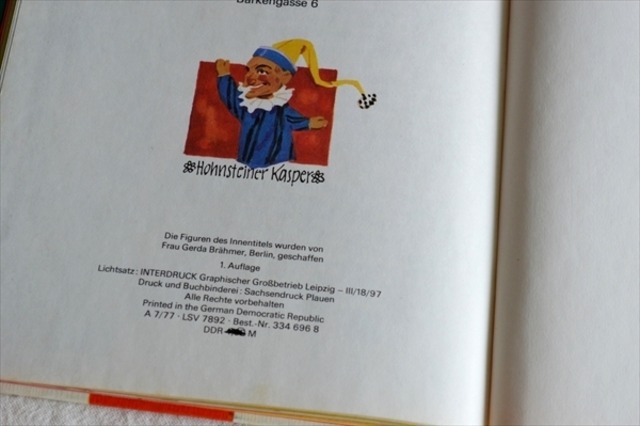 Barkengasse 6
Hohnsteiner Kasper
Die Figuren des Innentitels wurden von
Frau Gerda Brähmer, Berlin, geschaffen
1. Auflage
Lichtsatz: INTERDRUCK Graphischer Großbetrieb Leipzig – III/18/97
Druck und Buchbinderei: Sachsendruck Plauen
Alle Rechte vorbehalten
Printed in the German Democratic Republic
A 7/77 · LSV 7892 · Best.-Nr. 334 696 8
DDR M